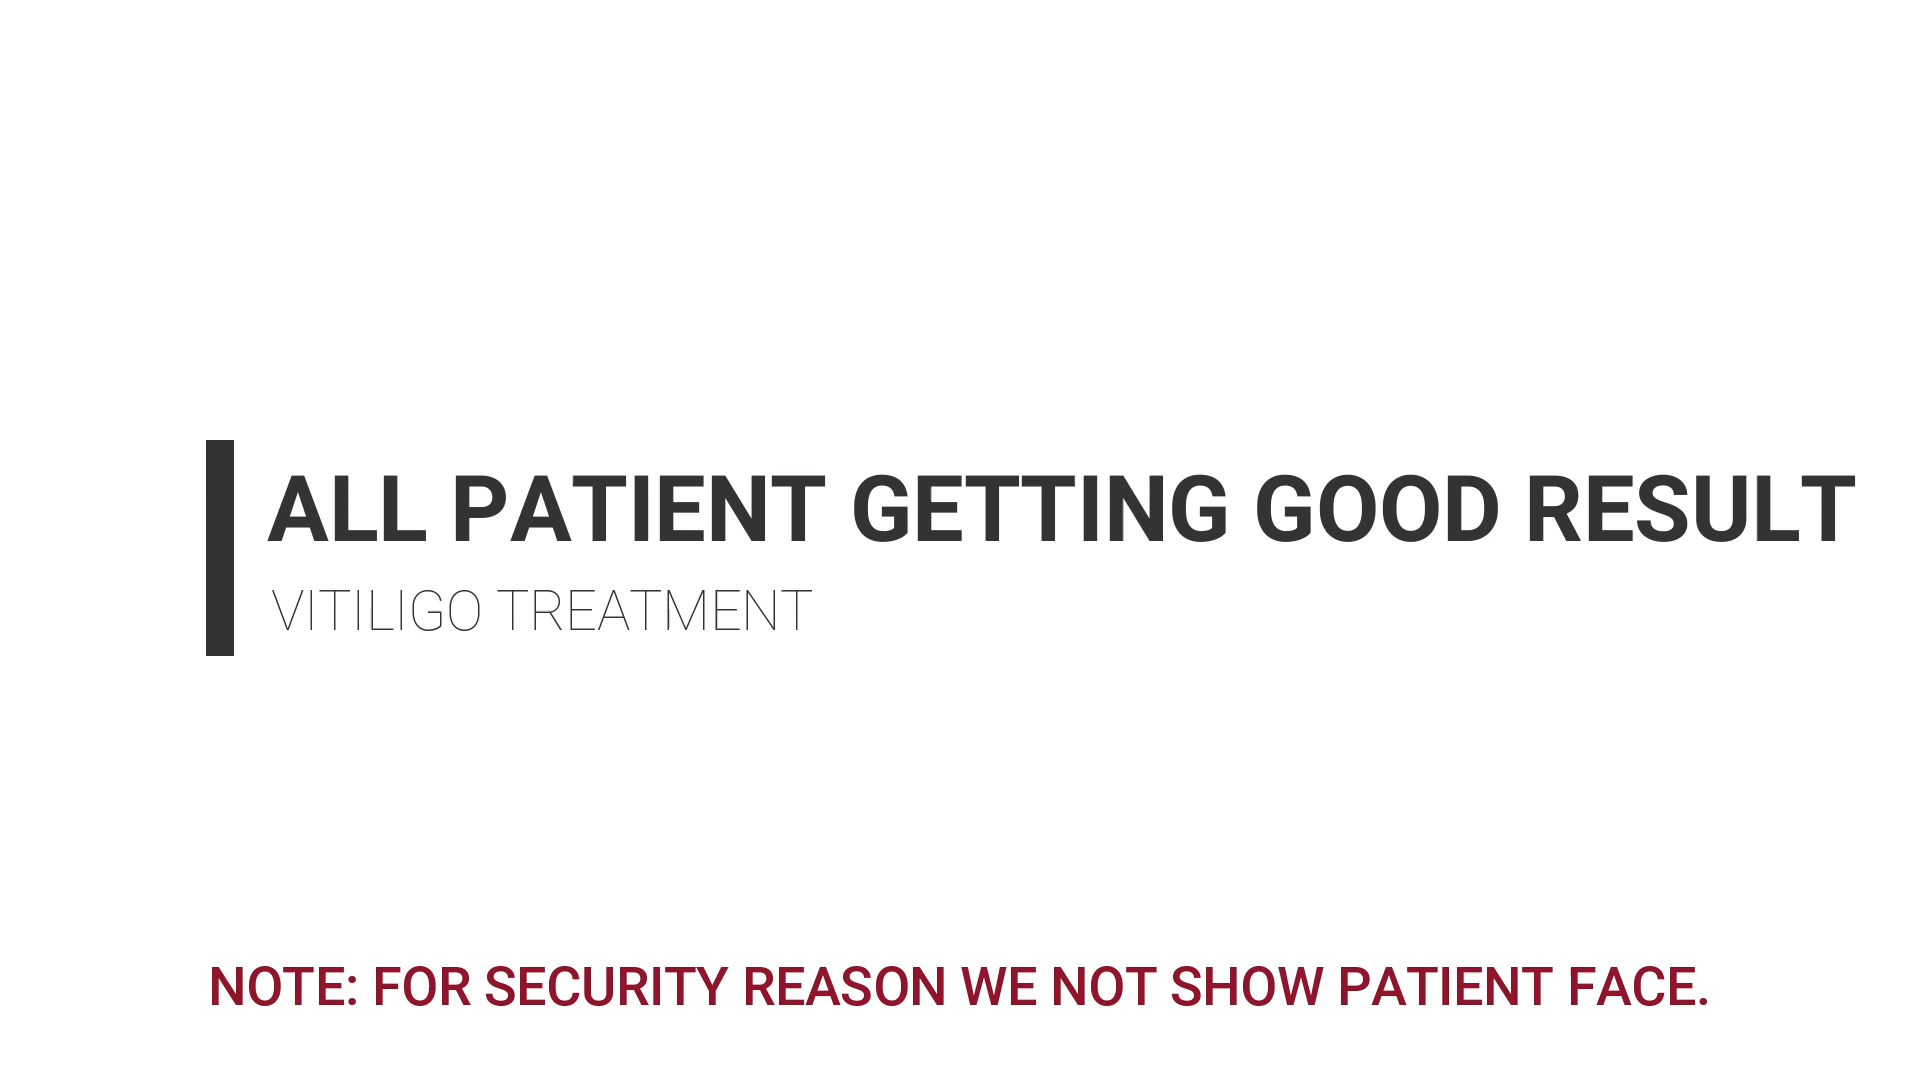 ALL PATIENT GETTING GOOD RESULT
VITILIGO TREATMENT
NOTE: FOR SECURITY REASON WE NOT SHOW PATIENT FACE.